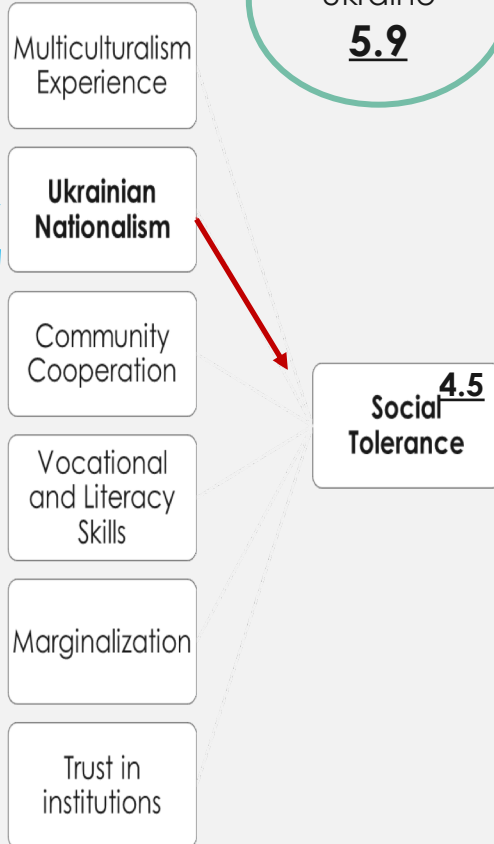 Ukraine
5.9
Multiculturalism
Experience
Ukrainian
Nationalism
Community
Cooperation
Vocational
and Literacy
Skills
Marginalization
Trust in
institutions
4.5
Social
Tolerance